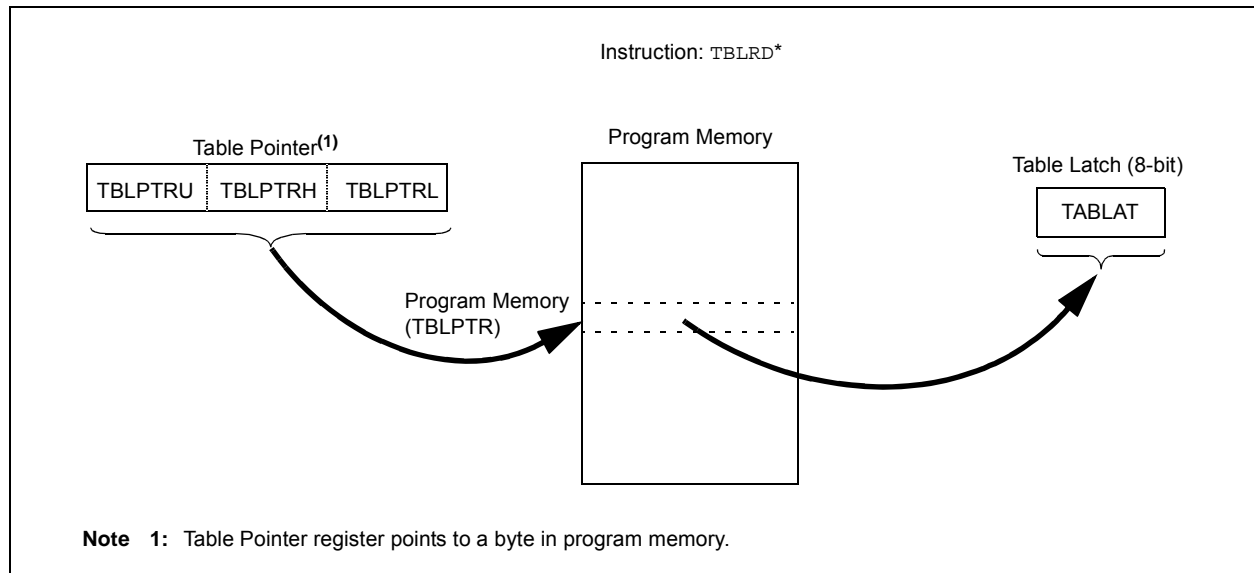 Instruction: TBLRD*
Table Pointer(1)
TBLPTRU TBLPTRH TBLPTRL
Program Memory
Table Latch (8-bit)
TABLAT
Program Memory
(TBLPTR)
Note 1: Table Pointer register points to a byte in program memory.